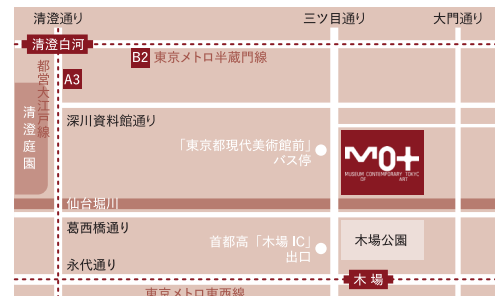 清澄通り
三ツ目通り
大門通り
清澄白河
B2 東京メトロ半蔵門線
都営大江戸線
A3
清澄庭園
深川資料館通り
「東京都現代美術館前」
バス停
MO+
MUSEUM CONTEMPORARY TOKYO
OF ART
仙台堀川
葛西橋通り
首都高「木場 IC」
出口
木場公園
永代通り
木場
東京メトロ東西線